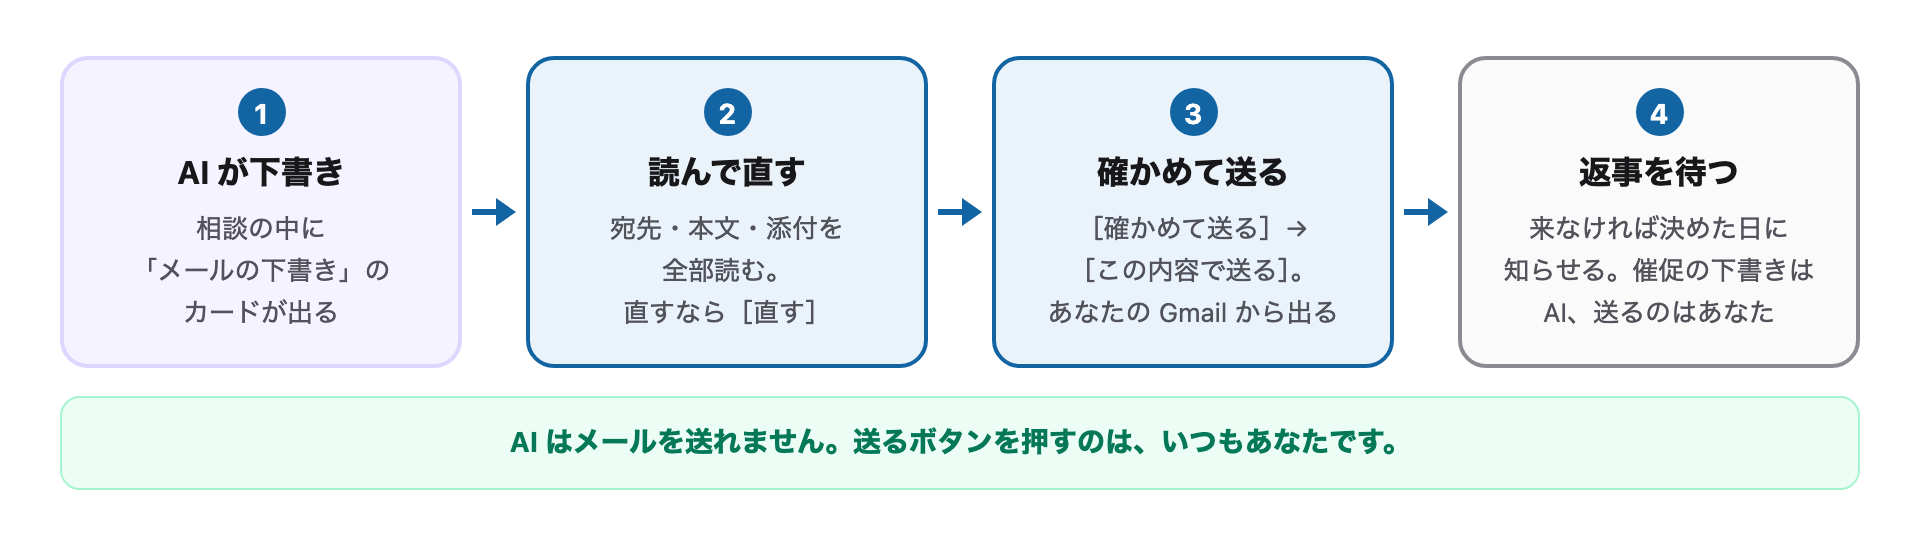 1
AI が下書き
相談の中に
「メールの下書き」の
カードが出る
2
読んで直す
宛先・本文・添付を
全部読む。
直すなら［直す］
3
確かめて送る
［確かめて送る］→
［この内容で送る］。
あなたの Gmail から出る
4
返事を待つ
来なければ決めた日に
知らせる。催促の下書きは
AI、送るのはあなた
AI はメールを送れません。送るボタンを押すのは、いつもあなたです。